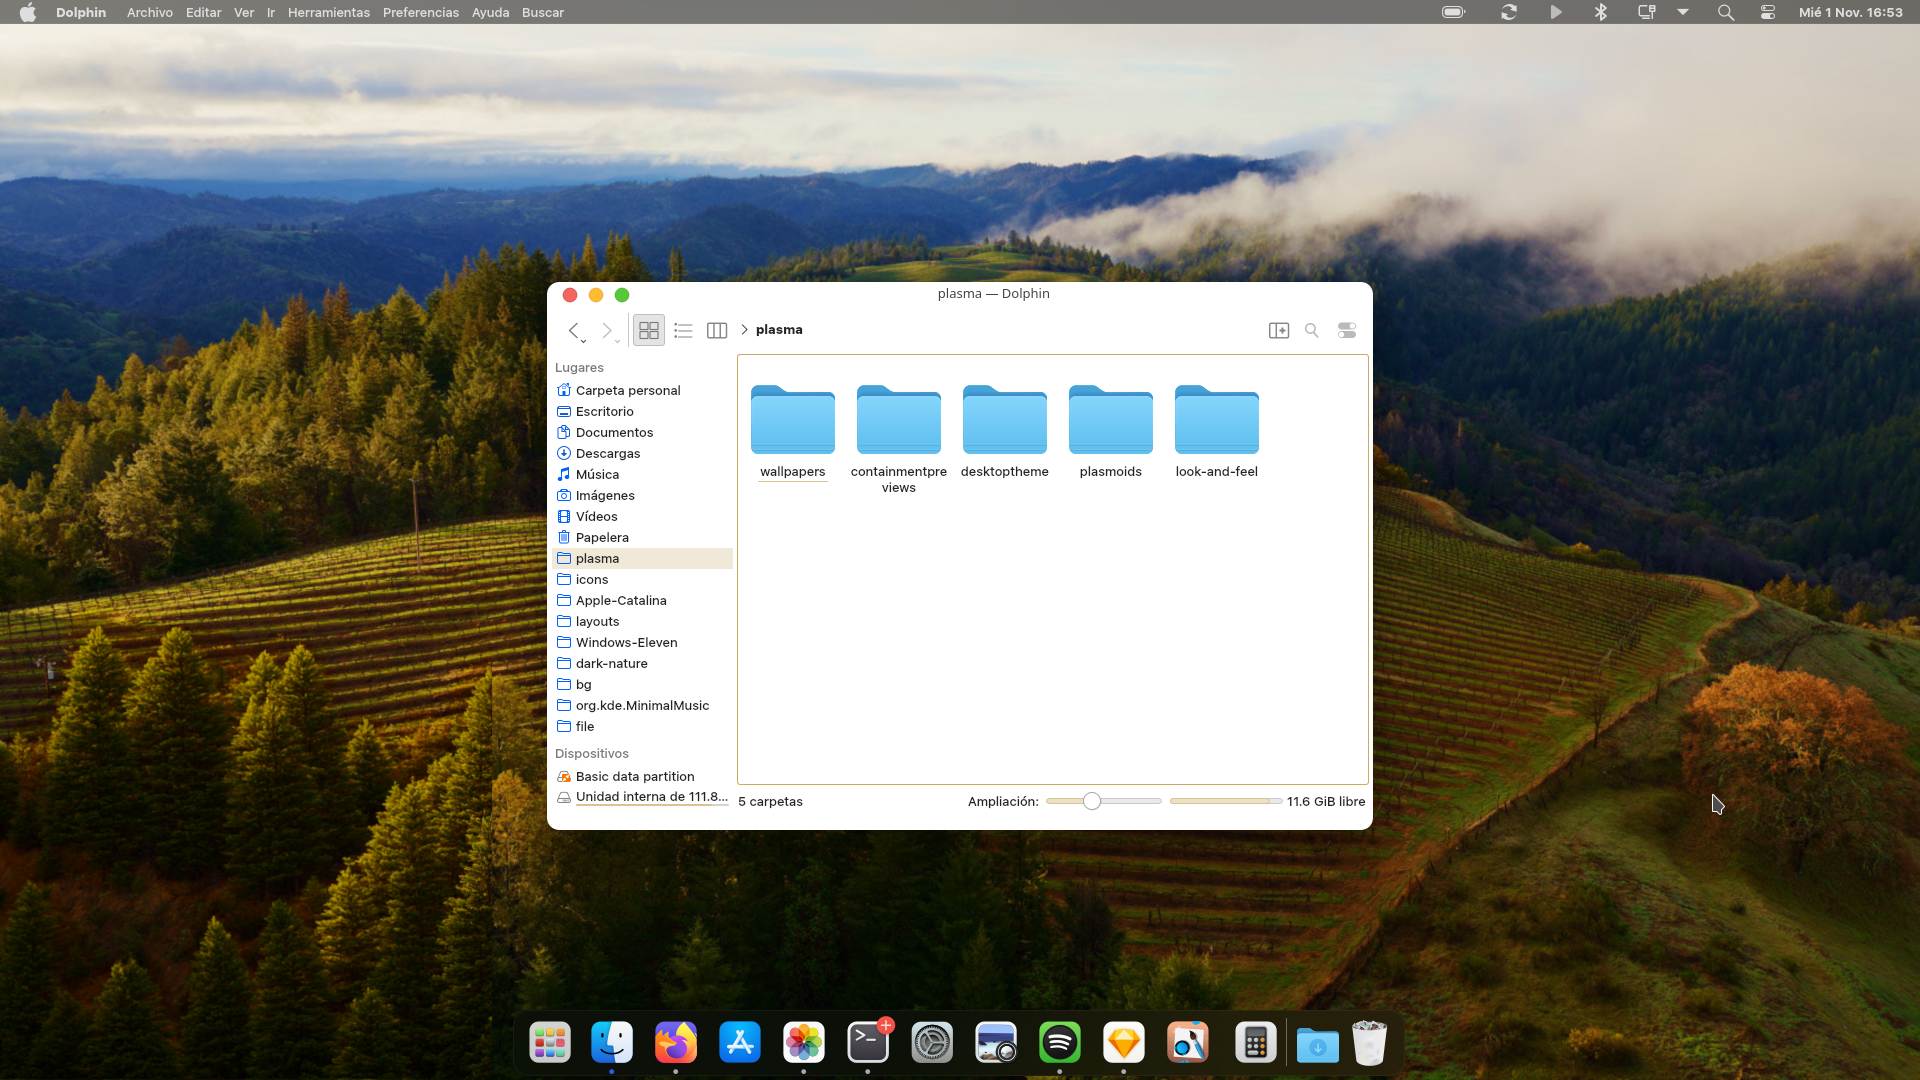 Dolphin Archivo Editar Ver Ir Herramientas Preferencias Ayuda Buscar Mié 1 Nov. 16:53
plasma — Dolphin
plasma
Lugares
Carpeta personal
Escritorio
Documentos
Descargas
Música
Imágenes
Vídeos
Papelera
plasma
icons
Apple-Catalina
layouts
Windows-Eleven
dark-nature
bg
org.kde.MinimalMusic
file
Dispositivos
Basic data partition
Unidad interna de 111.8...
wallpapers
containmentpre
views
desktoptheme
plasmoids
look-and-feel
5 carpetas Ampliación: 11.6 GiB libre